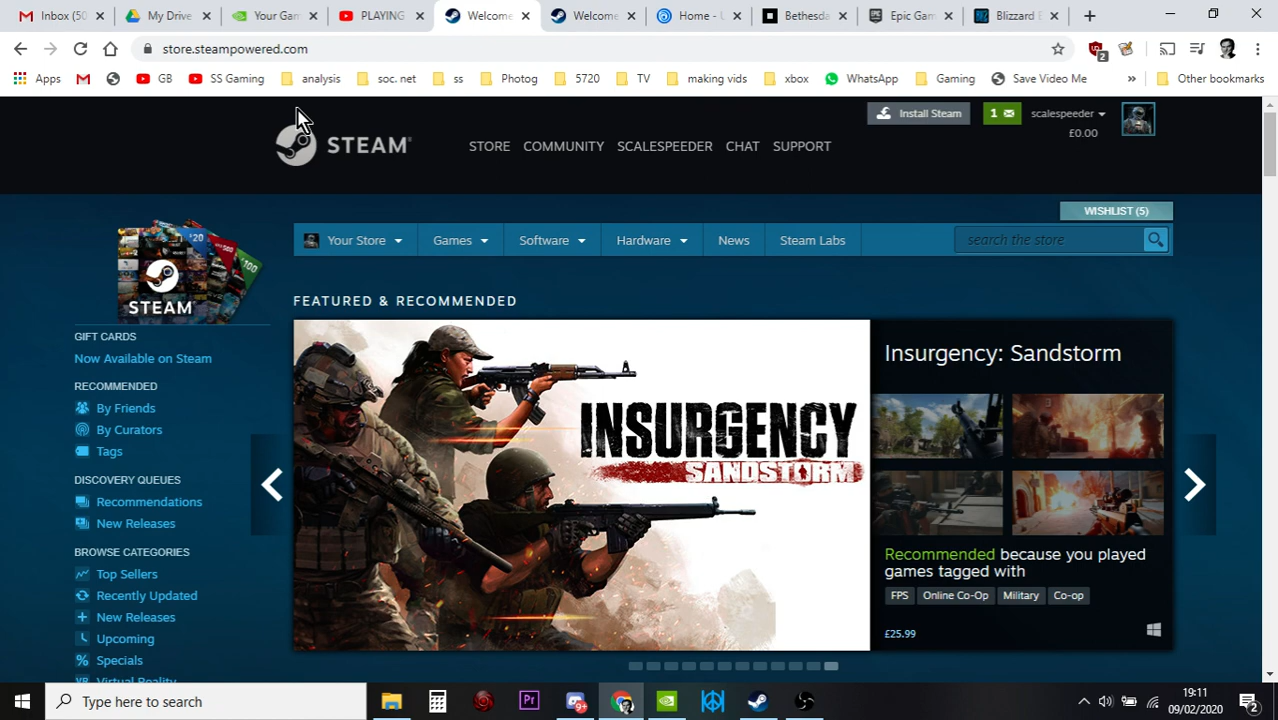 Inbox (50
My Drive
Your Gam
PLAYING
Welcome
Welcome
Home - U
Bethesda
Epic Gam
Blizzard E
store.steampowered.com
2
Apps
GB
SS Gaming
analysis
soc. net
ss
Photog
5720
TV
making vids
xbox
WhatsApp
Gaming
Save Video Me
»
Other bookmarks
STEAM®
STORE
COMMUNITY
SCALESPEEDER
CHAT
SUPPORT
Install Steam
1
scalespeeder
£0.00
WISHLIST (5)
Your Store
Games
Software
Hardware
News
Steam Labs
search the store
STEAM
GIFT CARDS
Now Available on Steam
RECOMMENDED
By Friends
By Curators
Tags
DISCOVERY QUEUES
Recommendations
New Releases
BROWSE CATEGORIES
Top Sellers
Recently Updated
New Releases
Upcoming
Specials
Virtual Reality
FEATURED & RECOMMENDED
INSURGENCY
SANDSTORM
Insurgency: Sandstorm
Recommended because you played
games tagged with
FPS
Online Co-Op
Military
Co-op
£25.99
Type here to search
Pr
9+
19:11
09/02/2020
2